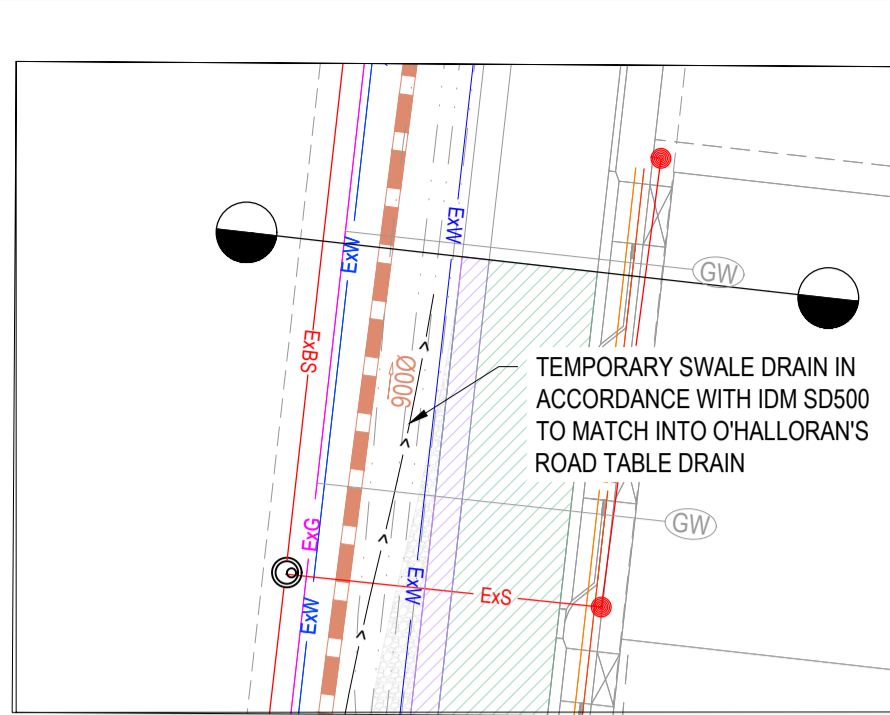 ExW
ExW
GW
ExBS
900Ø
TEMPORARY SWALE DRAIN IN
ACCORDANCE WITH IDM SD500
TO MATCH INTO O'HALLORAN'S
ROAD TABLE DRAIN
GW
ExG
ExW
ExW
ExS